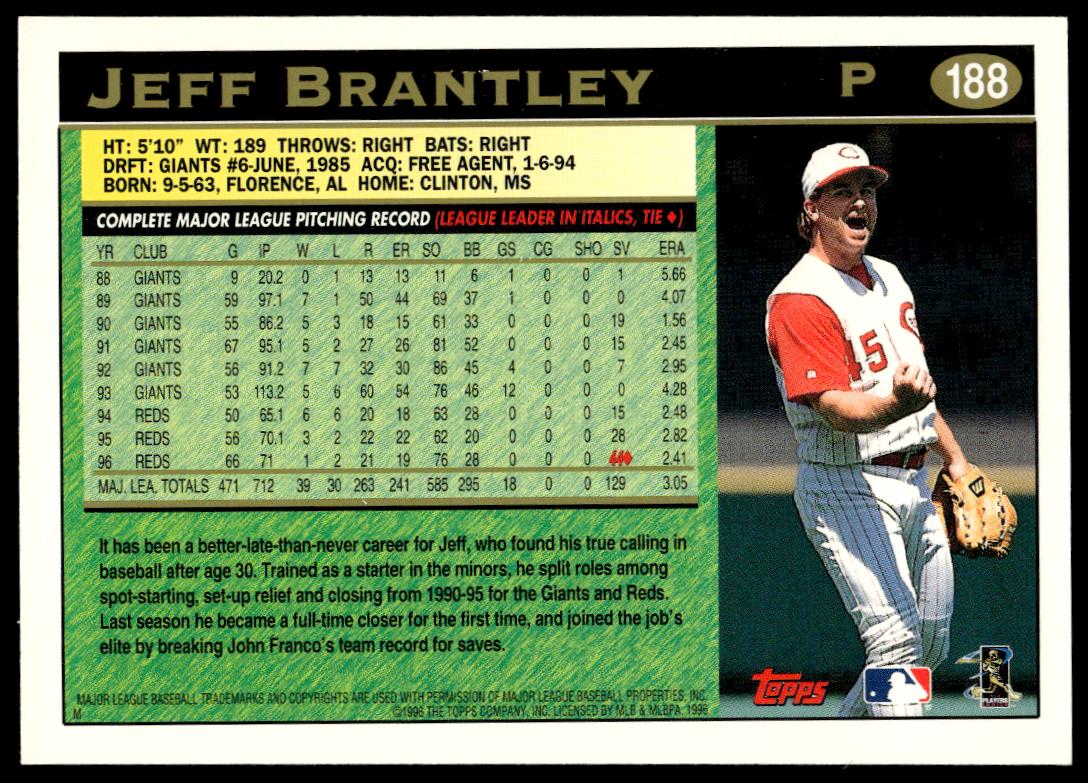 JEFF BRANTLEY P 188
HT: 5'10" WT: 189 THROWS: RIGHT BATS: RIGHT
DRFT: GIANTS #6-JUNE, 1985 ACQ: FREE AGENT, 1-6-94
BORN: 9-5-63, FLORENCE, AL HOME: CLINTON, MS
COMPLETE MAJOR LEAGUE PITCHING RECORD (LEAGUE LEADER IN ITALICS, TIE ♦)
YR CLUB G IP W L R ER SO BB GS CG SHO SV ERA
88 GIANTS 9 20.2 0 1 13 13 11 6 1 0 0 1 5.66
89 GIANTS 59 97.1 7 1 50 44 69 37 1 0 0 0 4.07
90 GIANTS 55 86.2 5 3 18 15 61 33 0 0 0 19 1.56
91 GIANTS 67 95.1 5 2 27 26 81 52 0 0 0 15 2.45
92 GIANTS 56 91.2 7 7 32 30 86 45 4 0 0 7 2.95
93 GIANTS 53 113.2 5 6 60 54 76 46 12 0 0 0 4.28
94 REDS 50 65.1 6 6 20 18 63 28 0 0 0 15 2.48
95 REDS 56 70.1 3 2 22 22 62 20 0 0 0 28 2.82
96 REDS 66 71 1 2 21 19 76 28 0 0 0 44♦ 2.41
MAJ. LEA. TOTALS 471 712 39 30 263 241 585 295 18 0 0 129 3.05
It has been a better-late-than-never career for Jeff, who found his true calling in
baseball after age 30. Trained as a starter in the minors, he split roles among
spot-starting, set-up relief and closing from 1990-95 for the Giants and Reds.
Last season he became a full-time closer for the first time, and joined the job's
elite by breaking John Franco's team record for saves.
C
C
45
TOPPS
PLAYERS
MAJOR LEAGUE BASEBALL TRADEMARKS AND COPYRIGHTS ARE USED WITH PERMISSION OF MAJOR LEAGUE BASEBALL PROPERTIES, INC.
M ©1996 THE TOPPS COMPANY, INC. LICENSED BY MLB & MLBPA, 1996